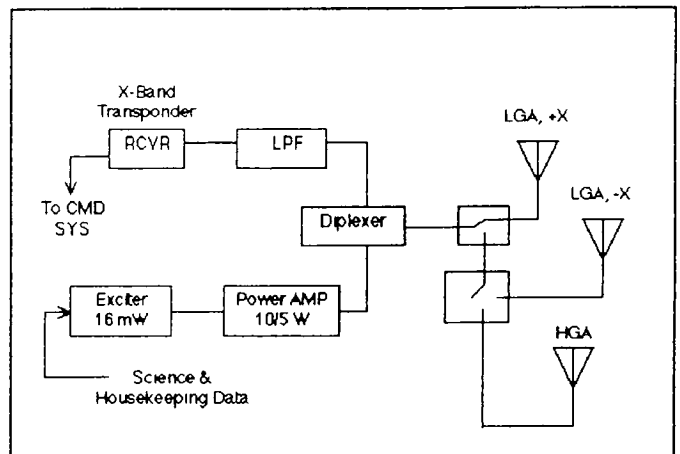 X-Band
Transponder
RCVR
LPF
LGA, +X
LGA, -X
To CMD
SYS
Diplexer
Exciter
16 mW
Power AMP
10/5 W
HGA
Science &
Housekeeping Data